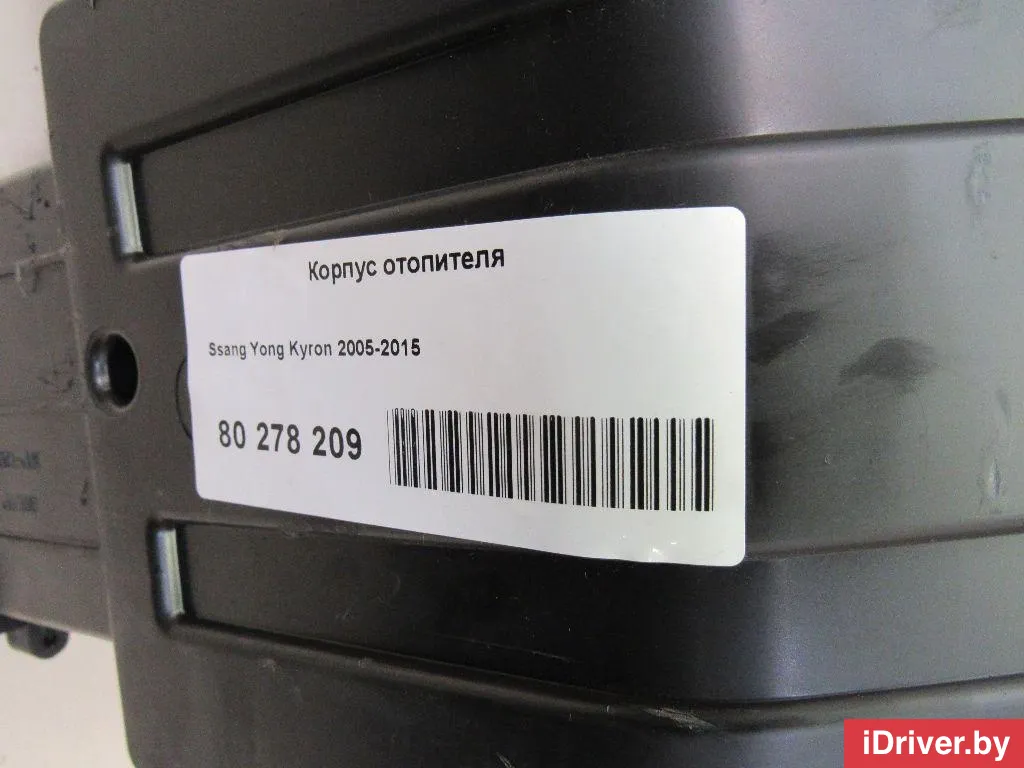 Корпус отопителя
Ssang Yong Kyron 2005-2015
80 278 209
iDriver.by